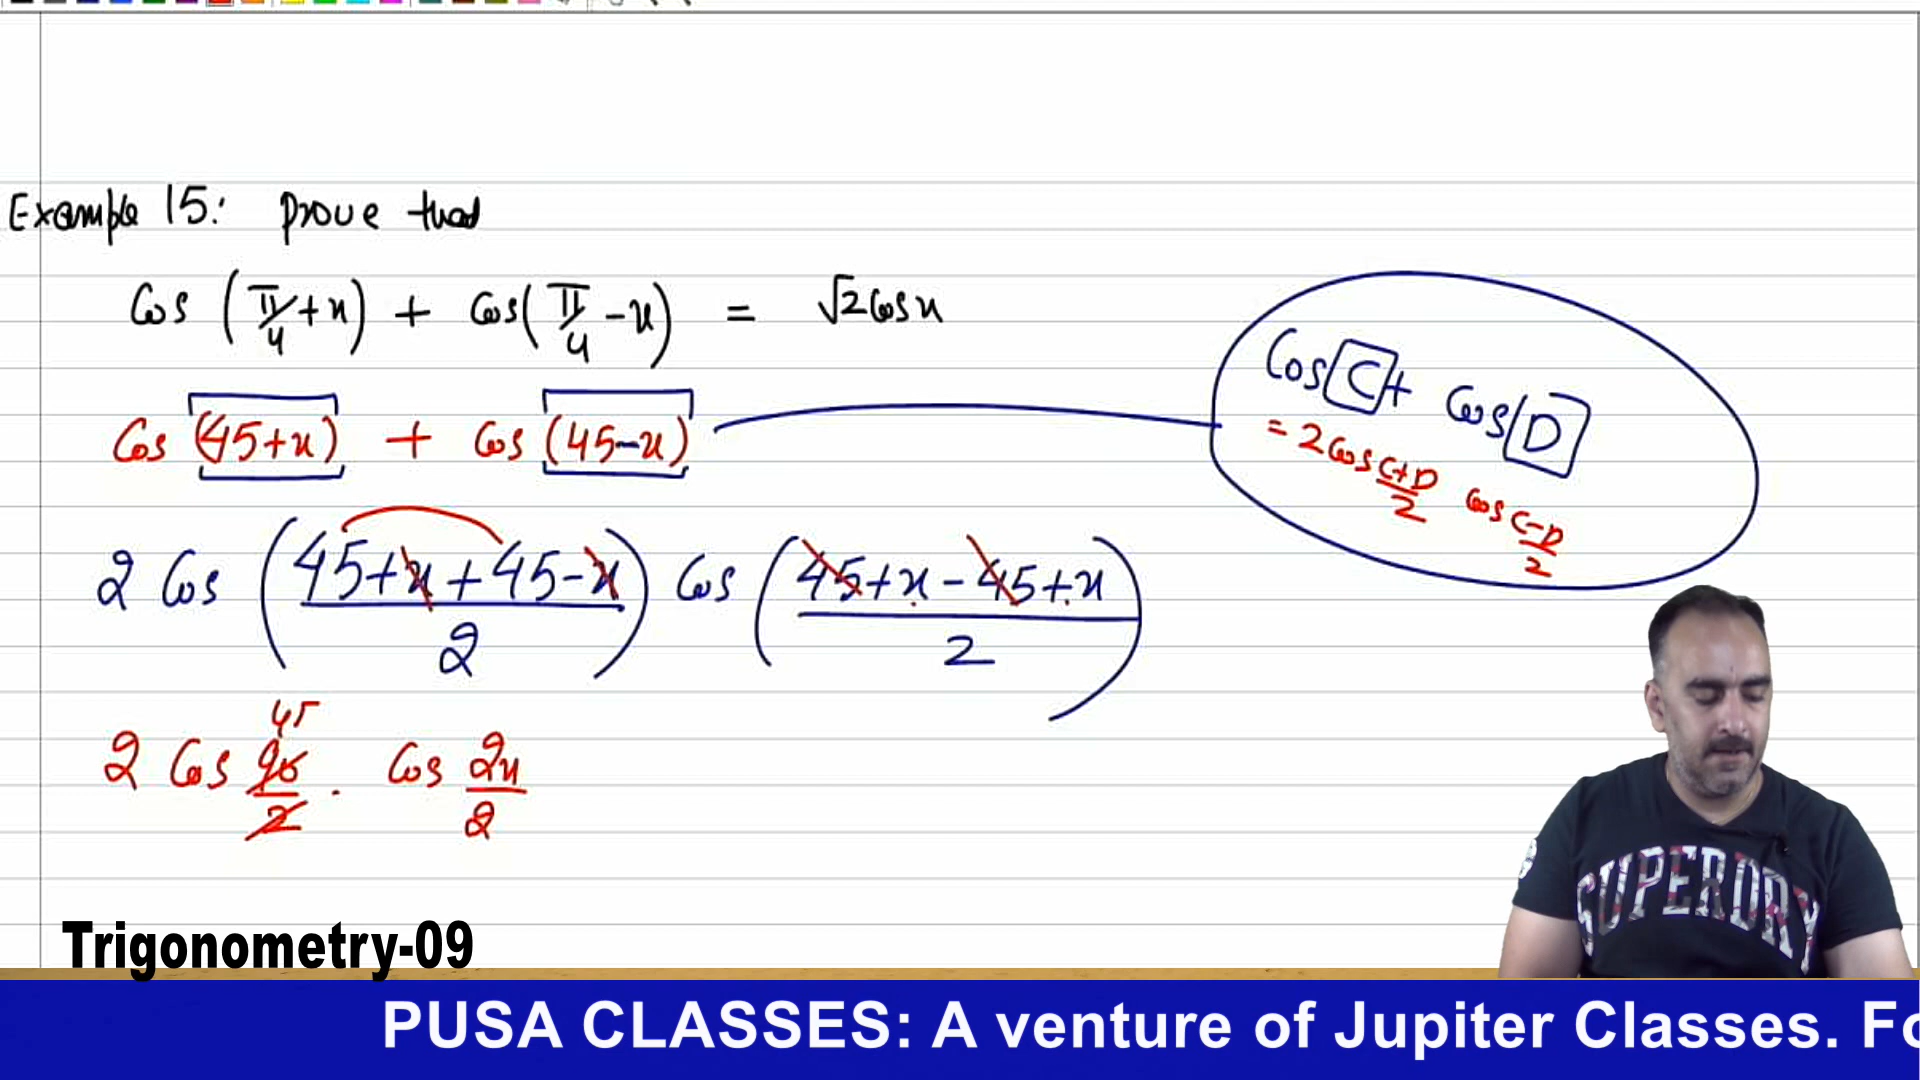 Example 15: Prove that
Cos (π/4 + x) + Cos(π/4 - x) = √2 Cos x
Cos (45+x) + Cos (45-x)
Cos C + Cos D
= 2 Cos C+D/2 Cos C-D/2
2 Cos (45+x+45-x/2) Cos (45+x-45+x/2)
45
2 Cos 90/2 . Cos 2x/2
SUPERDRY
Trigonometry-09
PUSA CLASSES: A venture of Jupiter Classes. Fo